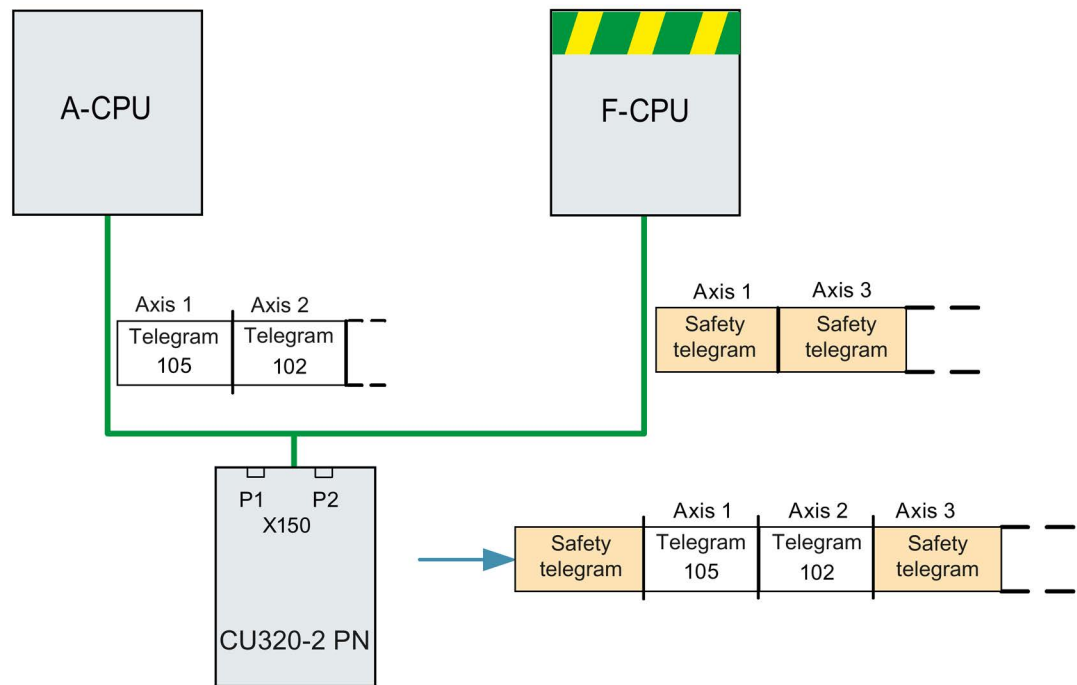 A-CPU
F-CPU
Axis 1 Axis 2
Telegram Telegram
105 102
Axis 1 Axis 3
Safety Safety
telegram telegram
P1 P2
X150
CU320-2 PN
Axis 1 Axis 2 Axis 3
Safety Telegram Telegram Safety
telegram 105 102 telegram